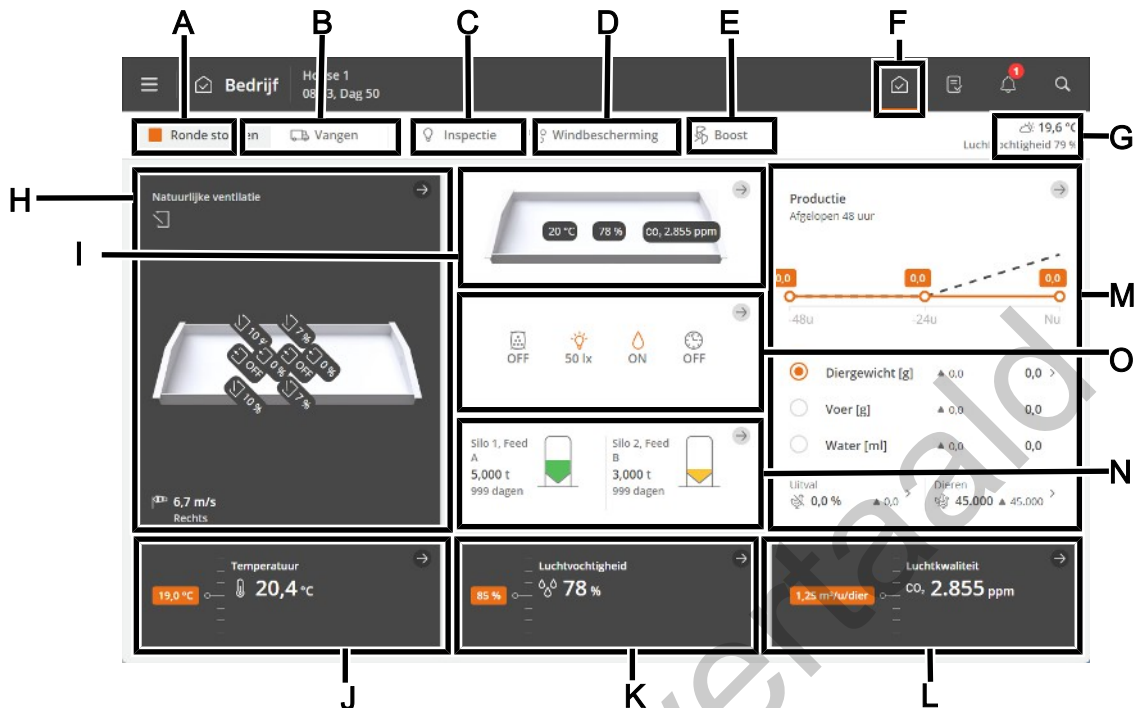 A
B
C
D
E
F
Bedrijf
House 1
Dag 50
1
Ronde
Vangen
Inspectie
Windbescherming
Boost
19,6 °C
79 %
G
H
Natuurlijke ventilatie
10 %
7 %
OFF
0 %
OFF
0 %
10 %
7 %
6,7 m/s
Rechts
I
20 °C
78 %
CO₂ 2.855 ppm
OFF
50 lx
ON
OFF
O
Silo 1, Feed
A
5,000 t
999 dagen
Silo 2, Feed
B
3,000 t
999 dagen
N
Productie
Afgelopen 48 uur
0,0
0,0
0,0
-48u
-24u
Nu
M
Diergewicht [g] ▲ 0,0 0,0 >
Voer [g] ▲ 0,0 0,0
Water [ml] ▲ 0,0 0,0
Uitval
0,0 % ▲ 0,0 >
Dieren
45.000 ▲ 45.000 >
Temperatuur
19,0 °C
20,4 °C
Luchtvochtigheid
85 %
78 %
Luchtkwaliteit
1,25 m³/u/dier
CO₂ 2.855 ppm
J
K
L
vertaald